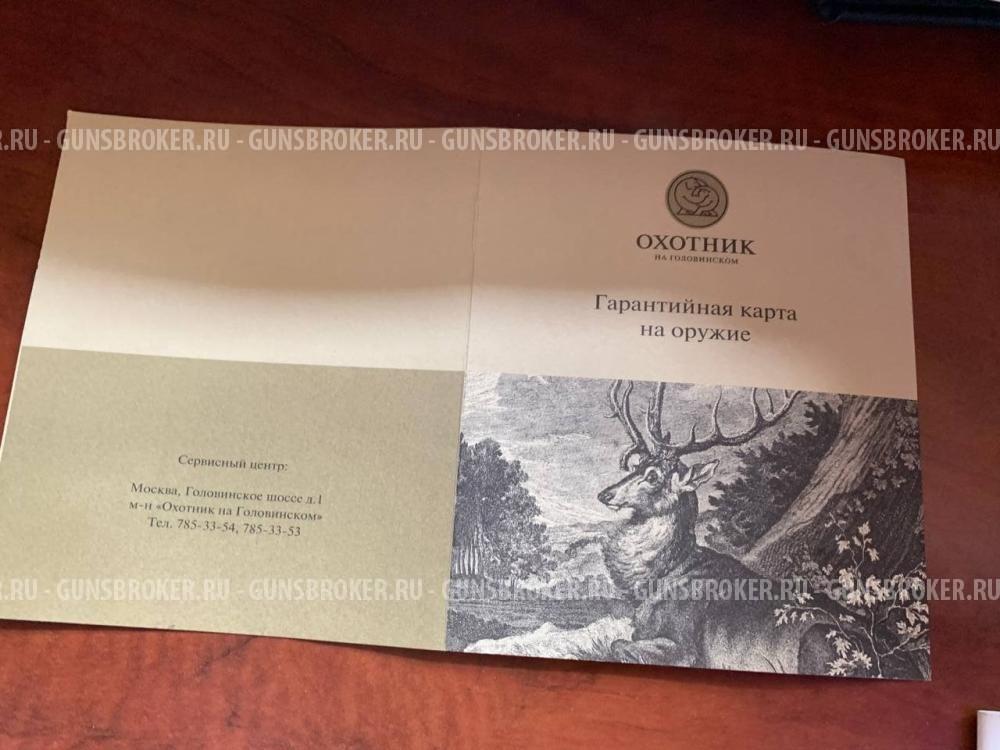 .RU - GUNSBROKER.RU - GUNSBROKER.RU - GUNSBROKER.RU - GUNSBROKER.RU - GUNSBROKER.RU
ОХОТНИК
НА ГОЛОВИНСКОМ
Гарантийная карта
на оружие
Сервисный центр:
Москва, Головинское шоссе д.1
м-н «Охотник на Головинском»
Тел. 785-33-54, 785-33-53
.RU - GUNSBROKER.RU - GUNSBROKER.RU - GUNSBROKER.RU - GUNSBROKER.RU - GUNSBROKER.RU